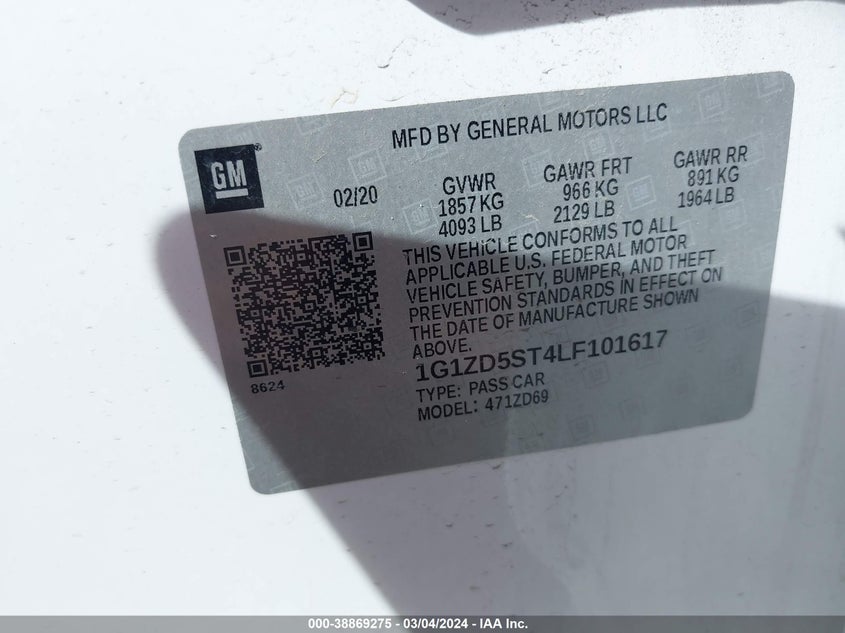 MFD BY GENERAL MOTORS LLC
GM
02/20
GVWR
1857 KG
4093 LB
GAWR FRT
966 KG
2129 LB
GAWR RR
891 KG
1964 LB
THIS VEHICLE CONFORMS TO ALL
APPLICABLE U.S. FEDERAL MOTOR
VEHICLE SAFETY, BUMPER, AND THEFT
PREVENTION STANDARDS IN EFFECT ON
THE DATE OF MANUFACTURE SHOWN
ABOVE.
1G1ZD5ST4LF101617
TYPE: PASS CAR
MODEL: 471ZD69
8624
000-38869275 - 03/04/2024 - IAA Inc.